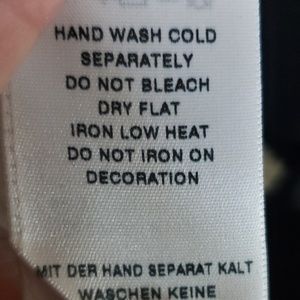 HAND WASH COLD
SEPARATELY
DO NOT BLEACH
DRY FLAT
IRON LOW HEAT
DO NOT IRON ON
DECORATION
MIT DER HAND SEPARAT KALT
WASCHEN KEINE